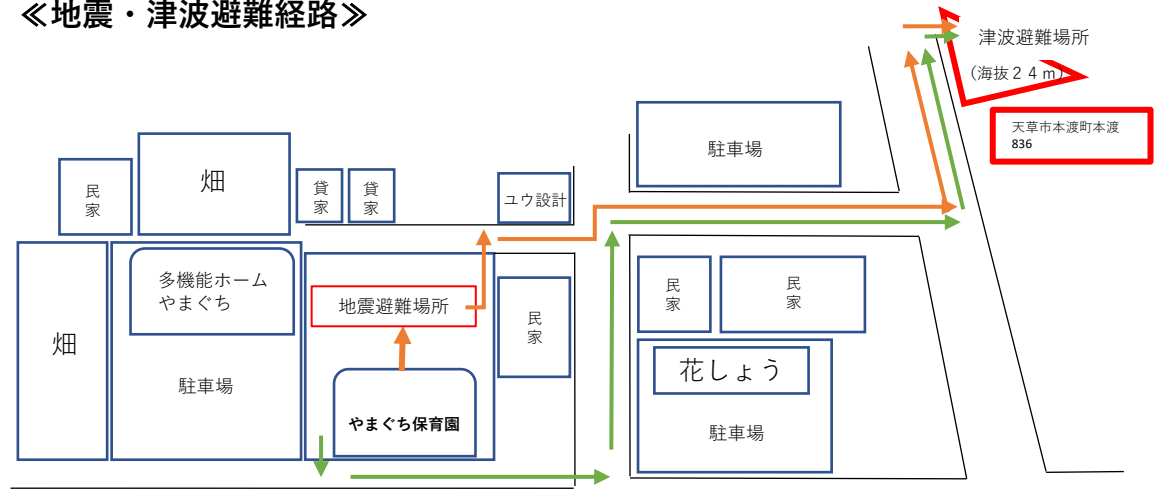 ≪地震・津波避難経路≫
津波避難場所
(海抜２４ｍ)
天草市本渡町本渡
836
駐車場
畑
民
家
貸
家
貸
家
ユウ設計
多機能ホーム
やまぐち
地震避難場所
民
家
民
家
民
家
畑
駐車場
花しょう
やまぐち保育園
駐車場